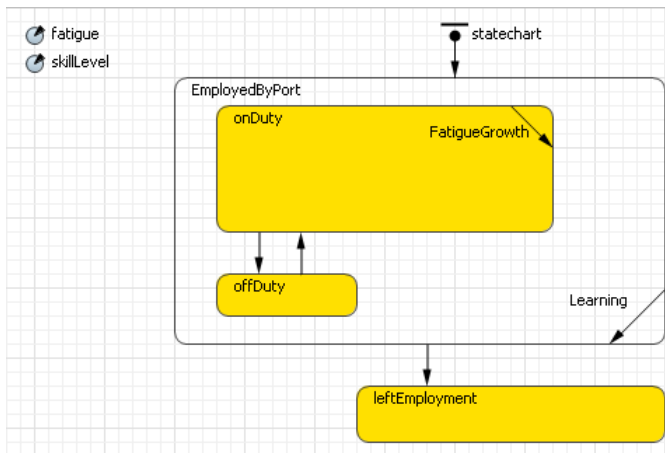 fatigue
statechart
skillLevel
EmployedByPort
onDuty
FatigueGrowth
offDuty
Learning
leftEmployment